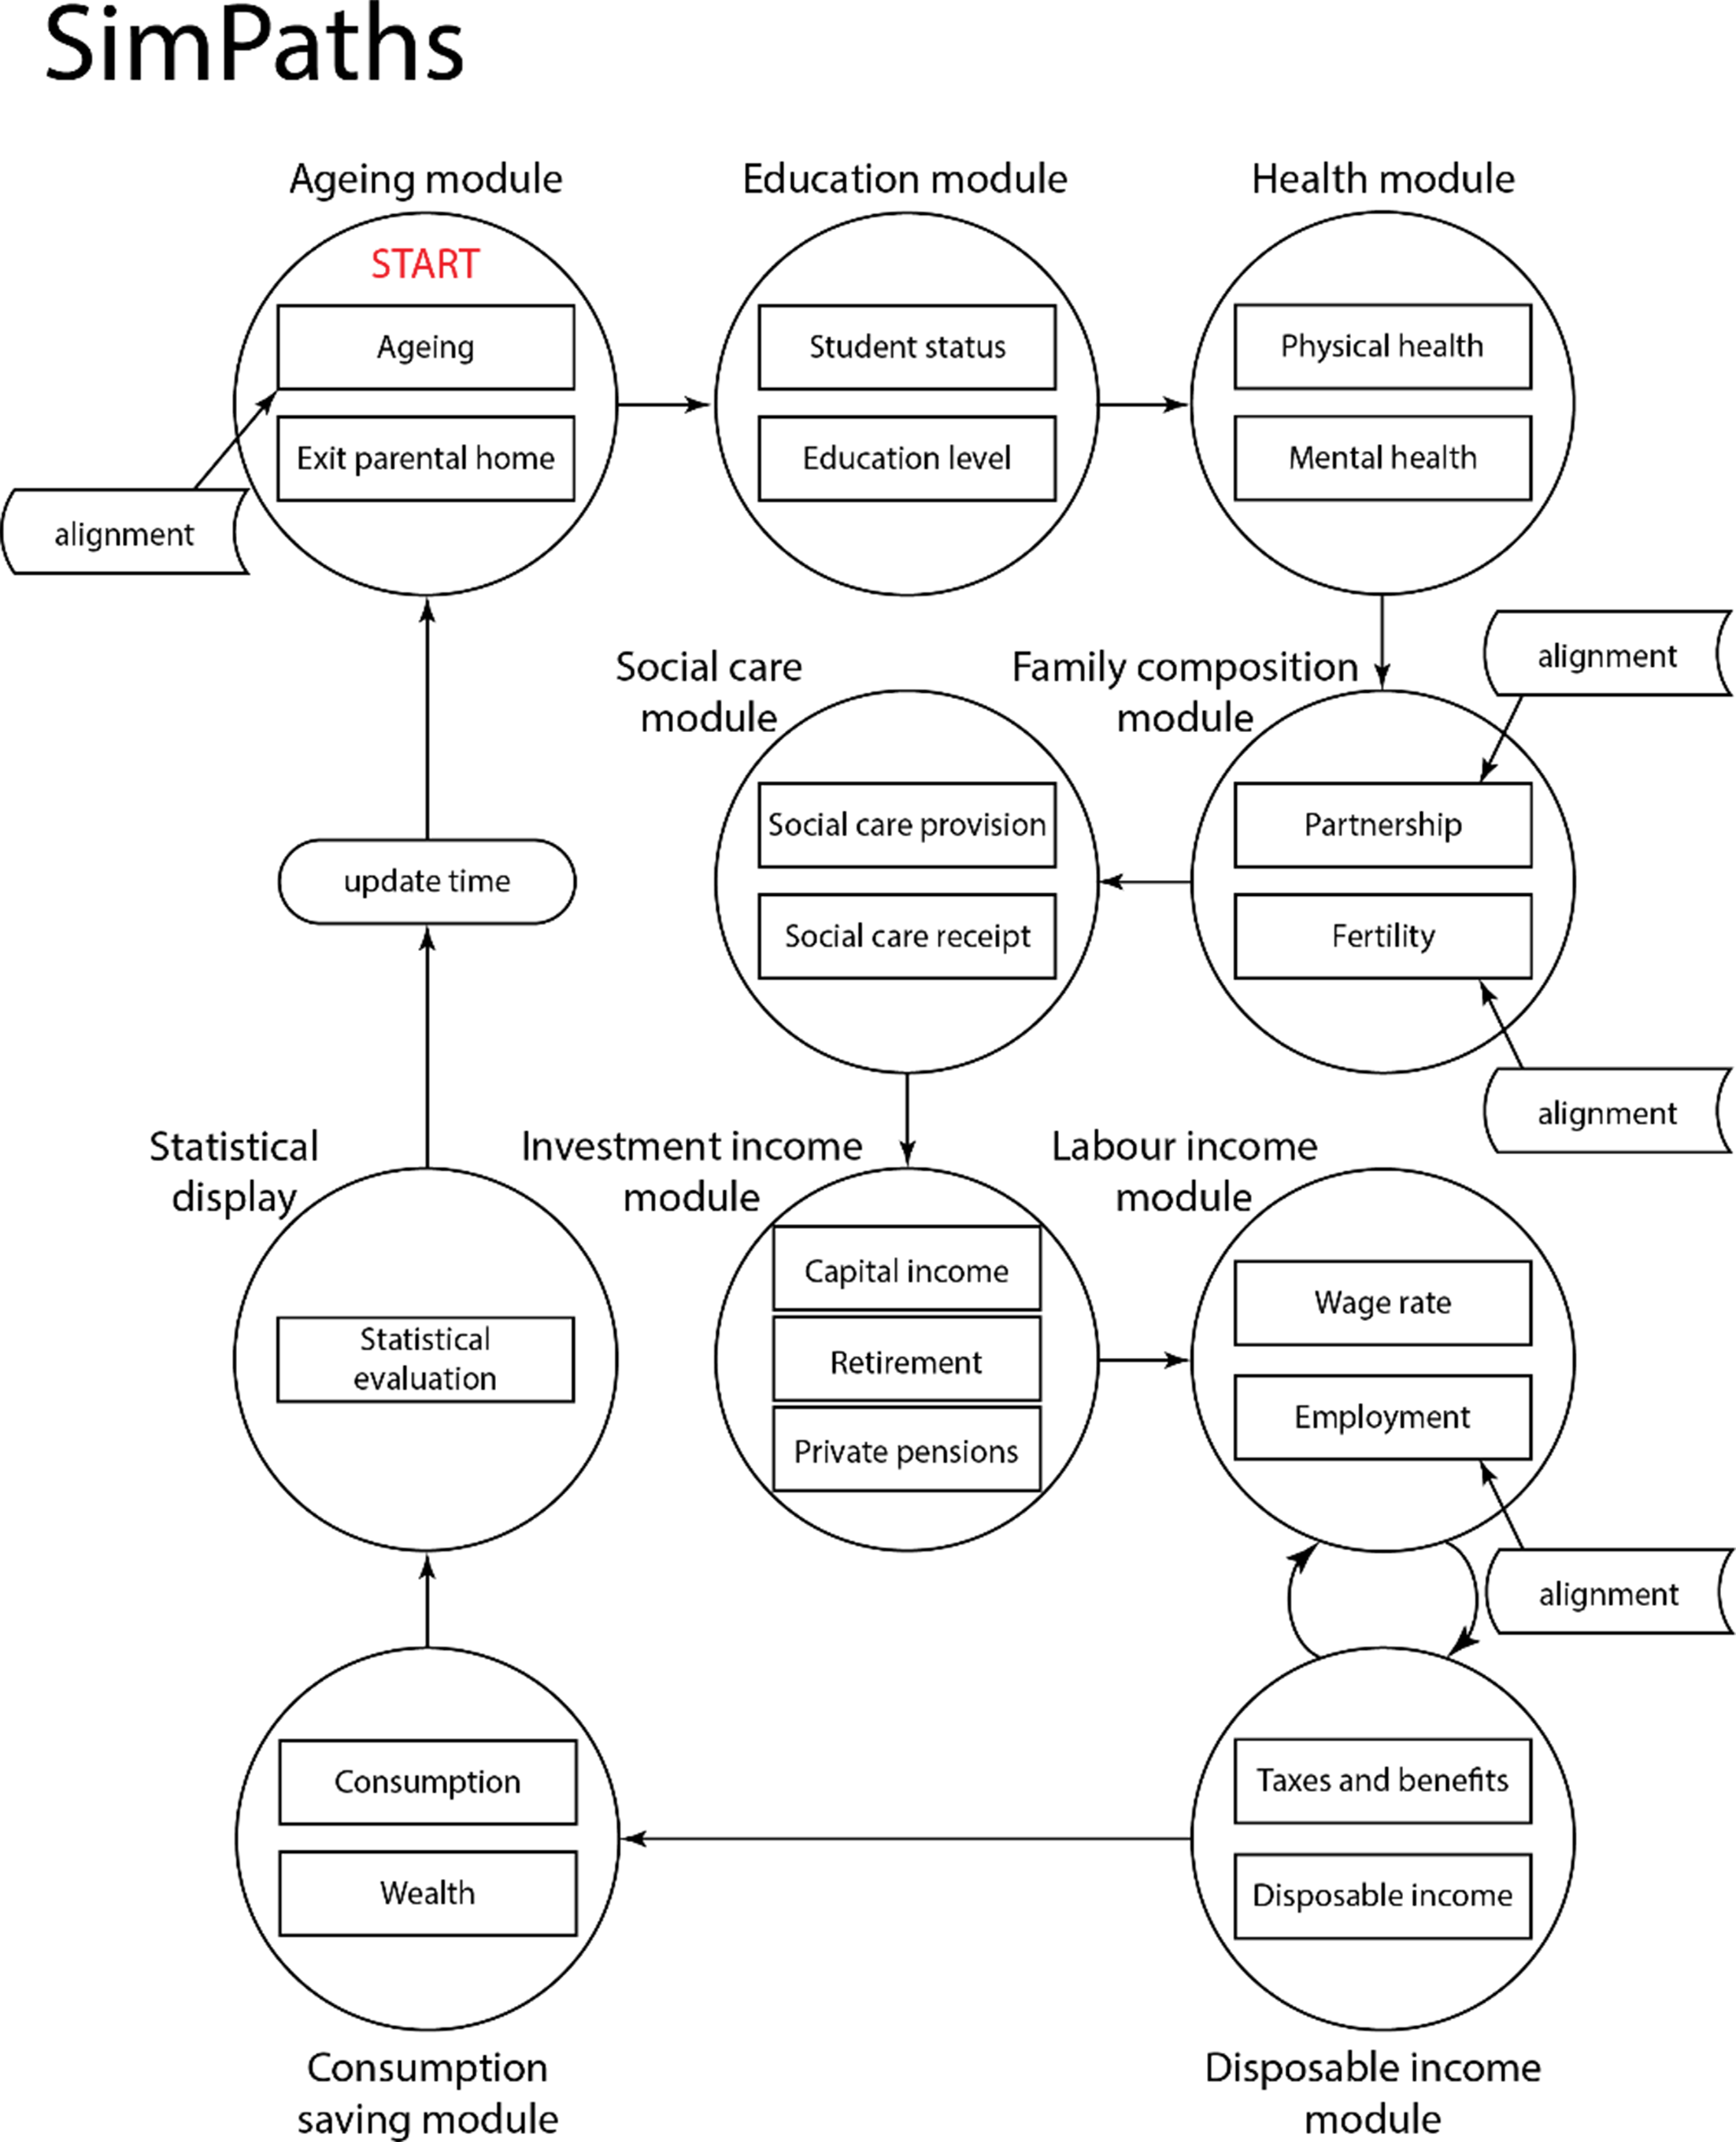 SimPaths
Ageing module
START
Ageing
Exit parental home
alignment
Education module
Student status
Education level
Health module
Physical health
Mental health
Family composition
module
alignment
Partnership
Fertility
alignment
Social care
module
Social care provision
Social care receipt
update time
Statistical
display
Statistical
evaluation
Investment income
module
Capital income
Retirement
Private pensions
Labour income
module
Wage rate
Employment
alignment
Taxes and benefits
Disposable income
Disposable income
module
Consumption
Wealth
Consumption
saving module